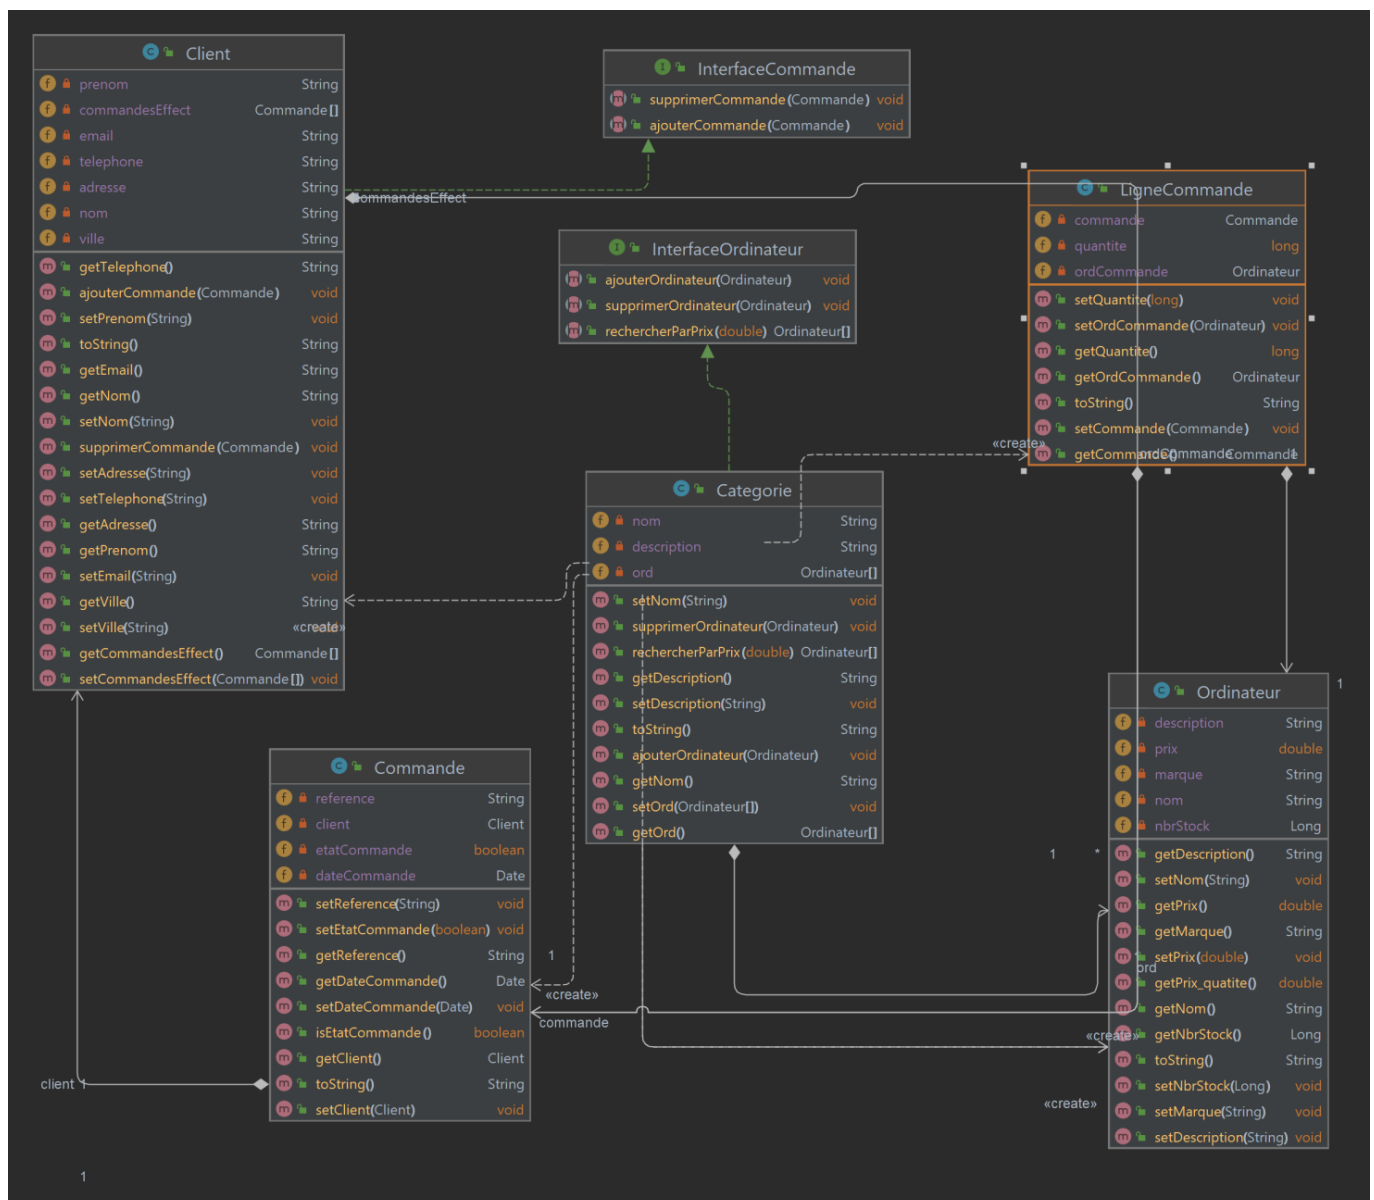 Client
prenom String
commandesEffect Commande[]
email String
telephone String
adresse String
nom String
ville String
getTelephone() String
ajouterCommande(Commande) void
setPrenom(String) void
toString() String
getEmail() String
getNom() String
setNom(String) void
supprimerCommande(Commande) void
setAdresse(String) void
setTelephone(String) void
getAdresse() String
getPrenom() String
setEmail(String) void
getVille() String
setVille(String) void
«create»
getCommandesEffect() Commande[]
setCommandesEffect(Commande[]) void
InterfaceCommande
supprimerCommande(Commande) void
ajouterCommande(Commande) void
commandesEffect
InterfaceOrdinateur
ajouterOrdinateur(Ordinateur) void
supprimerOrdinateur(Ordinateur) void
rechercherParPrix(double) Ordinateur[]
LigneCommande
commande Commande
quantite long
ordCommande Ordinateur
setQuantite(long) void
setOrdCommande(Ordinateur) void
getQuantite() long
getOrdCommande() Ordinateur
toString() String
setCommande(Commande) void
getCommande() Commande
«create»
ordCommande 1
Categorie
nom String
description String
ord Ordinateur[]
setNom(String) void
supprimerOrdinateur(Ordinateur) void
rechercherParPrix(double) Ordinateur[]
getDescription() String
setDescription(String) void
toString() String
ajouterOrdinateur(Ordinateur) void
getNom() String
setOrd(Ordinateur[]) void
getOrd() Ordinateur[]
Commande
reference String
client Client
etatCommande boolean
dateCommande Date
setReference(String) void
setEtatCommande(boolean) void
getReference() String
getDateCommande() Date
setDateCommande(Date) void
isEtatCommande() boolean
getClient() Client
toString() String
setClient(Client) void
1
«create»
commande
client 1
1
Ordinateur
1
description String
prix double
marque String
nom String
nbrStock Long
getDescription() String
setNom(String) void
getPrix() double
getMarque() String
setPrix(double) void
getPrix_quatite() double
getNom() String
getNbrStock() Long
toString() String
setNbrStock(Long) void
setMarque(String) void
setDescription(String) void
1 *
ord
«create»
«create»